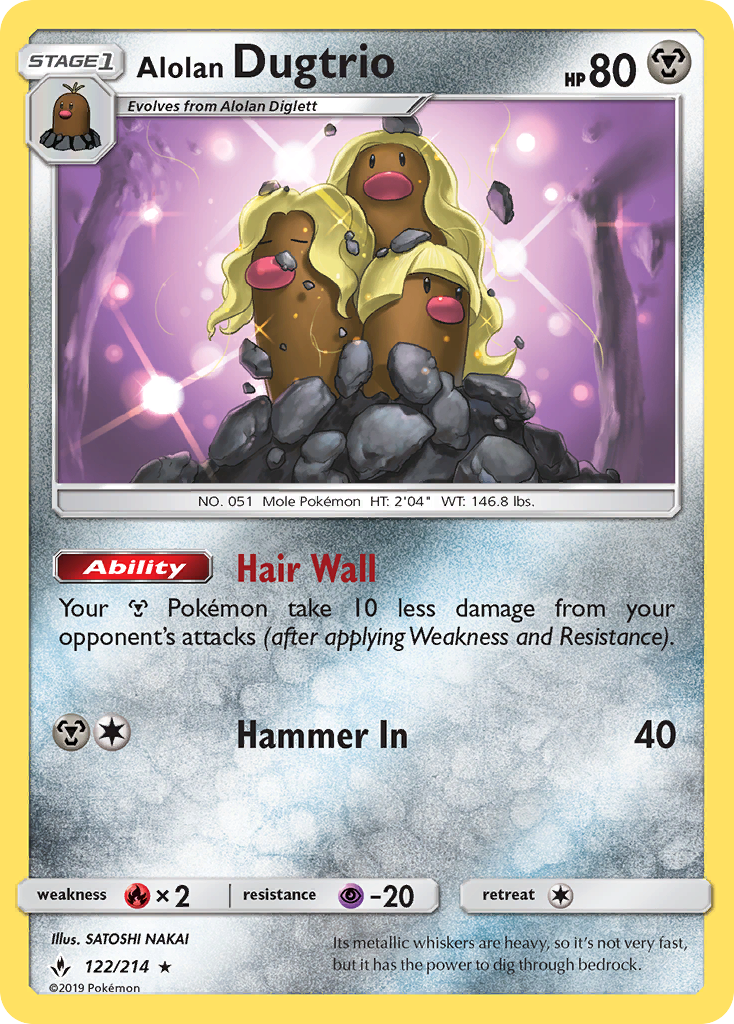 STAGE1
Alolan Dugtrio
HP 80
Evolves from Alolan Diglett
NO. 051 Mole Pokémon HT: 2'04" WT: 146.8 lbs.
Ability Hair Wall
Your Pokémon take 10 less damage from your
opponent's attacks (after applying Weakness and Resistance).
Hammer In 40
weakness ×2 resistance -20 retreat
Illus. SATOSHI NAKAI
122/214 ★
©2019 Pokémon
Its metallic whiskers are heavy, so it's not very fast,
but it has the power to dig through bedrock.